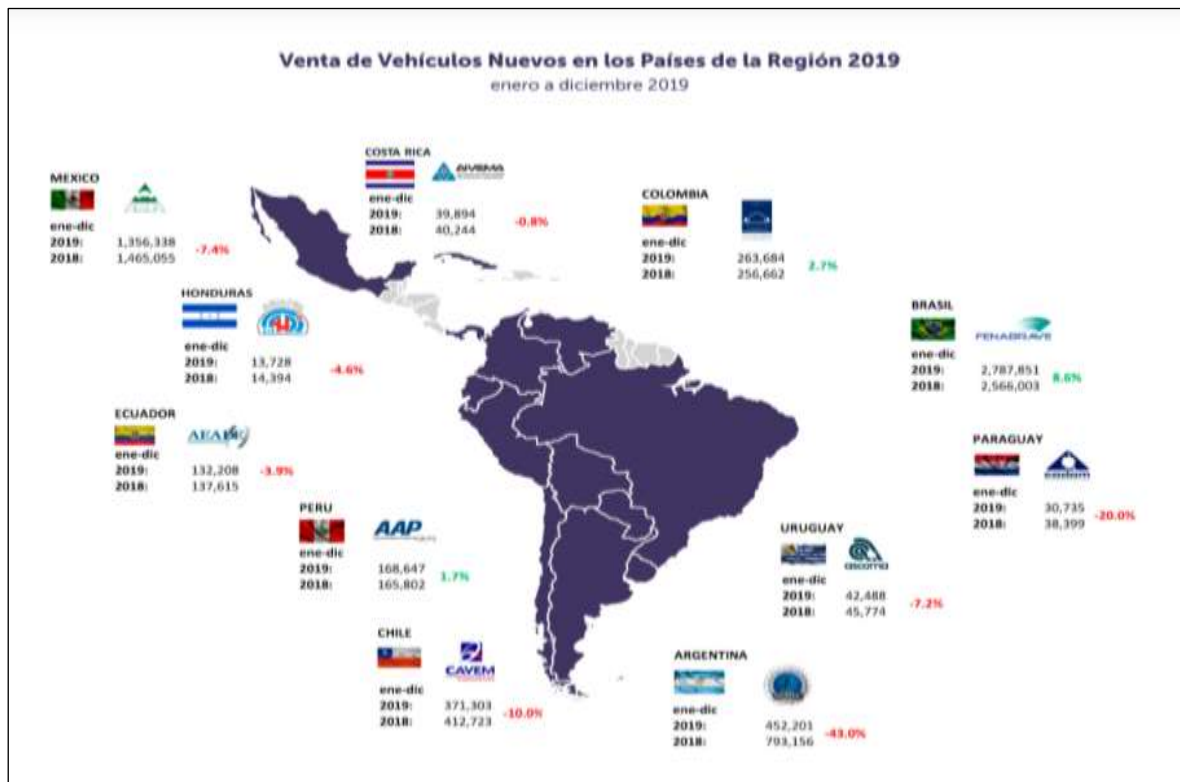 Venta de Vehículos Nuevos en los Países de la Región 2019
enero a diciembre 2019
COSTA RICA
AIVEMA
ene-dic
2019: 39,894
2018: 40,244
-0.8%
MEXICO
ene-dic
2019: 1,356,338
2018: 1,465,055
-7.4%
COLOMBIA
ene-dic
2019: 263,684
2018: 256,662
2.7%
HONDURAS
ene-dic
2019: 13,728
2018: 14,394
-4.6%
BRASIL
FENABRAVE
ene-dic
2019: 2,787,851
2018: 2,566,003
8.6%
ECUADOR
AEADE
ene-dic
2019: 132,208
2018: 137,615
-3.9%
PARAGUAY
cadam
ene-dic
2019: 30,735
2018: 38,399
-20.0%
PERU
AAP
ene-dic
2019: 168,647
2018: 165,802
1.7%
URUGUAY
ascoma
ene-dic
2019: 42,488
2018: 45,774
-7.2%
CHILE
CAVEM
ene-dic
2019: 371,303
2018: 412,723
-10.0%
ARGENTINA
ene-dic
2019: 452,201
2018: 793,156
-43.0%